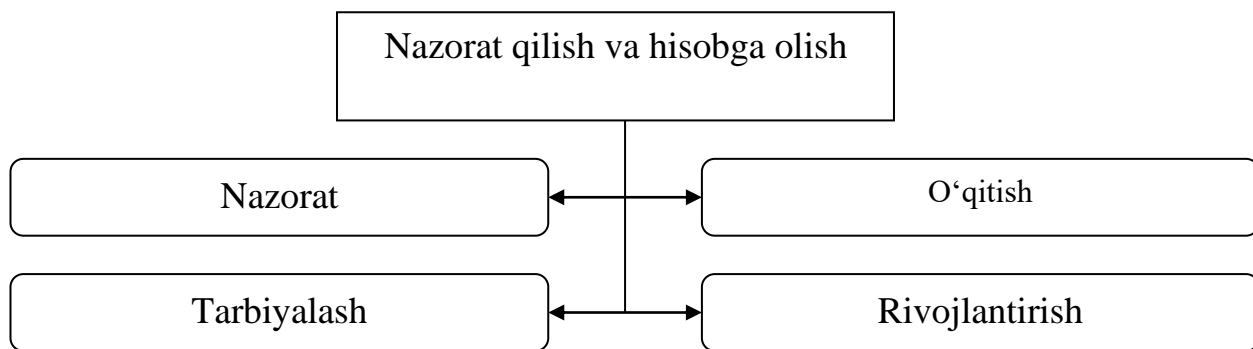 Nazorat qilish va hisobga olish
Nazorat
O‘qitish
Tarbiyalash
Rivojlantirish